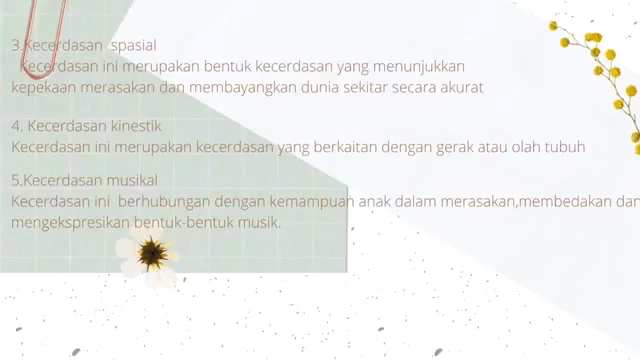 3.Kecerdasan spasial
Kecerdasan ini merupakan bentuk kecerdasan yang menunjukkan
kepekaan merasakan dan membayangkan dunia sekitar secara akurat
4. Kecerdasan kinestik
Kecerdasan ini merupakan kecerdasan yang berkaitan dengan gerak atau olah tubuh
5.Kecerdasan musikal
Kecerdasan ini berhubungan dengan kemampuan anak dalam merasakan,membedakan dan
mengekspresikan bentuk-bentuk musik.